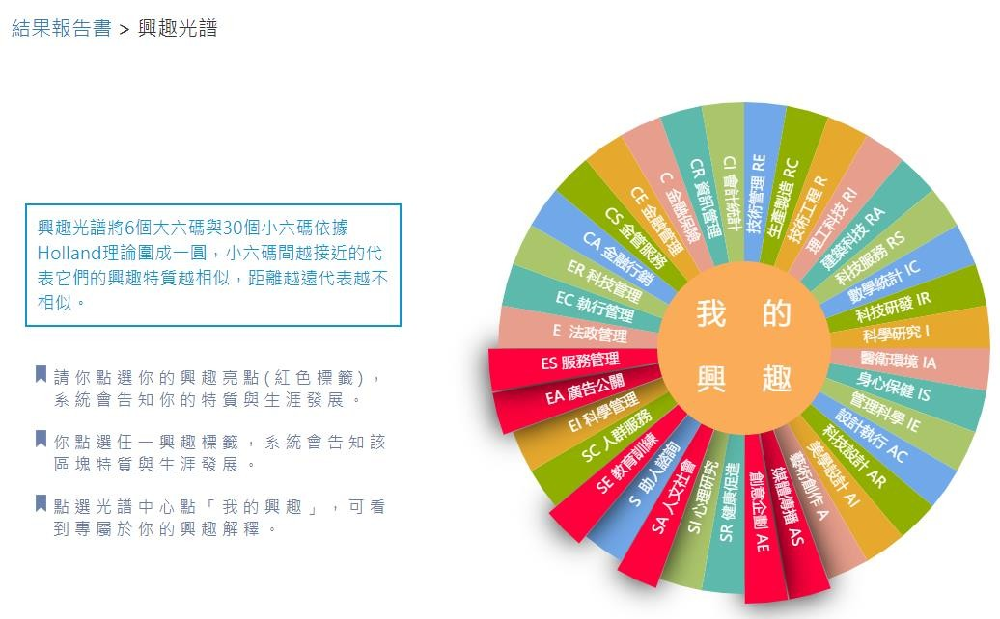 結果報告書 > 興趣光譜
興趣光譜將6個大六碼與30個小六碼依據
Holland理論圍成一圓，小六碼間越接近的代
表它們的興趣特質越相似，距離越遠代表越不
相似。
請你點選你的興趣亮點(紅色標籤)，
系統會告知你的特質與生涯發展。
你點選任一興趣標籤，系統會告知該
區塊特質與生涯發展。
點選光譜中心點「我的興趣」，可看
到專屬於你的興趣解釋。
我的
興趣
技術管理 RE
生產製造 RC
技術工程 R
理工科技 RI
建築科技 RA
科技服務 RS
數學統計 IC
科技研發 IR
科學研究 I
醫衛環境 IA
身心保健 IS
管理科學 IE
設計執行 AC
科技設計 AR
美學設計 AI
藝術創作 A
媒體傳播 AS
創意企劃 AE
SR 健康促進
SI 心理研究
SA 人文社會
S 助人諮詢
SE 教育訓練
SC 人群服務
EI 科學管理
EA 廣告公關
ES 服務管理
E 法政管理
EC 執行管理
ER 科技管理
CA 金融行銷
CS 金管服務
CE 金融管理
C 金融保險
CR 資訊管理
CI 會計統計